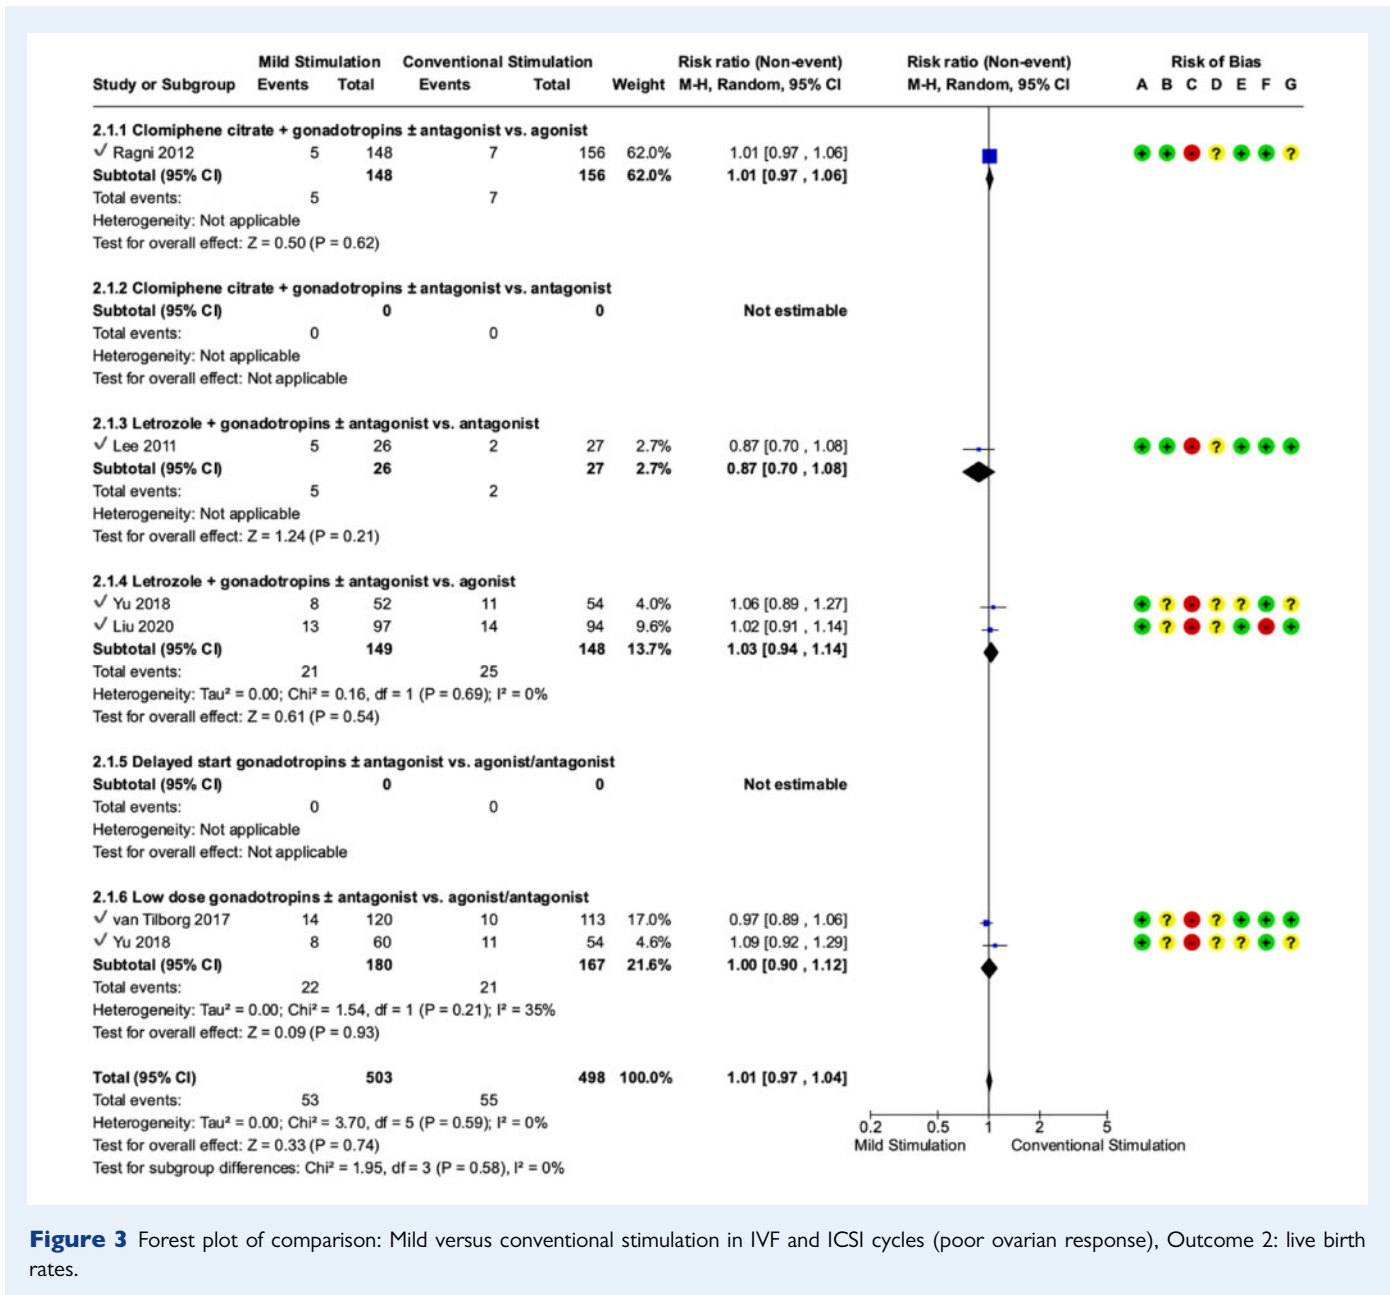 Mild Stimulation Conventional Stimulation Risk ratio (Non-event) Risk ratio (Non-event) Risk of Bias
Study or Subgroup Events Total Events Total Weight M-H, Random, 95% CI M-H, Random, 95% CI A B C D E F G
2.1.1 Clomiphene citrate + gonadotropins ± antagonist vs. agonist
✓ Ragni 2012 5 148 7 156 62.0% 1.01 [0.97 , 1.06] + + - ? + + ?
Subtotal (95% CI) 148 156 62.0% 1.01 [0.97 , 1.06]
Total events: 5 7
Heterogeneity: Not applicable
Test for overall effect: Z = 0.50 (P = 0.62)
2.1.2 Clomiphene citrate + gonadotropins ± antagonist vs. antagonist
Subtotal (95% CI) 0 0 Not estimable
Total events: 0 0
Heterogeneity: Not applicable
Test for overall effect: Not applicable
2.1.3 Letrozole + gonadotropins ± antagonist vs. antagonist
✓ Lee 2011 5 26 2 27 2.7% 0.87 [0.70 , 1.08] + + - ? + + +
Subtotal (95% CI) 26 27 2.7% 0.87 [0.70 , 1.08]
Total events: 5 2
Heterogeneity: Not applicable
Test for overall effect: Z = 1.24 (P = 0.21)
2.1.4 Letrozole + gonadotropins ± antagonist vs. agonist
✓ Yu 2018 8 52 11 54 4.0% 1.06 [0.89 , 1.27] + ? - ? ? + ?
✓ Liu 2020 13 97 14 94 9.6% 1.02 [0.91 , 1.14] + ? - ? + - +
Subtotal (95% CI) 149 148 13.7% 1.03 [0.94 , 1.14]
Total events: 21 25
Heterogeneity: Tau² = 0.00; Chi² = 0.16, df = 1 (P = 0.69); I² = 0%
Test for overall effect: Z = 0.61 (P = 0.54)
2.1.5 Delayed start gonadotropins ± antagonist vs. agonist/antagonist
Subtotal (95% CI) 0 0 Not estimable
Total events: 0 0
Heterogeneity: Not applicable
Test for overall effect: Not applicable
2.1.6 Low dose gonadotropins ± antagonist vs. agonist/antagonist
✓ van Tilborg 2017 14 120 10 113 17.0% 0.97 [0.89 , 1.06] + ? - ? + + +
✓ Yu 2018 8 60 11 54 4.6% 1.09 [0.92 , 1.29] + ? - ? ? + ?
Subtotal (95% CI) 180 167 21.6% 1.00 [0.90 , 1.12]
Total events: 22 21
Heterogeneity: Tau² = 0.00; Chi² = 1.54, df = 1 (P = 0.21); I² = 35%
Test for overall effect: Z = 0.09 (P = 0.93)
Total (95% CI) 503 498 100.0% 1.01 [0.97 , 1.04]
Total events: 53 55
Heterogeneity: Tau² = 0.00; Chi² = 3.70, df = 5 (P = 0.59); I² = 0%
Test for overall effect: Z = 0.33 (P = 0.74)
Test for subgroup differences: Chi² = 1.95, df = 3 (P = 0.58), I² = 0%
0.2 0.5 1 2 5
Mild Stimulation Conventional Stimulation
Figure 3 Forest plot of comparison: Mild versus conventional stimulation in IVF and ICSI cycles (poor ovarian response), Outcome 2: live birth
rates.